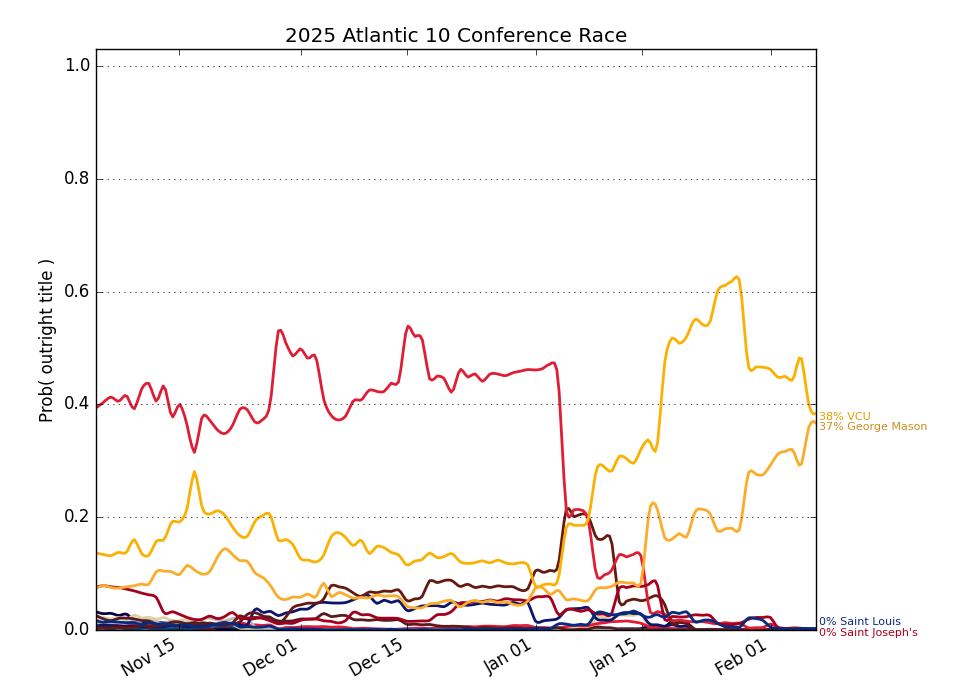 2025 Atlantic 10 Conference Race
1.0
0.8
0.6
0.4
0.2
0.0
Prob( outright title )
38% VCU
37% George Mason
0% Saint Louis
0% Saint Joseph's
Nov 15
Dec 01
Dec 15
Jan 01
Jan 15
Feb 01